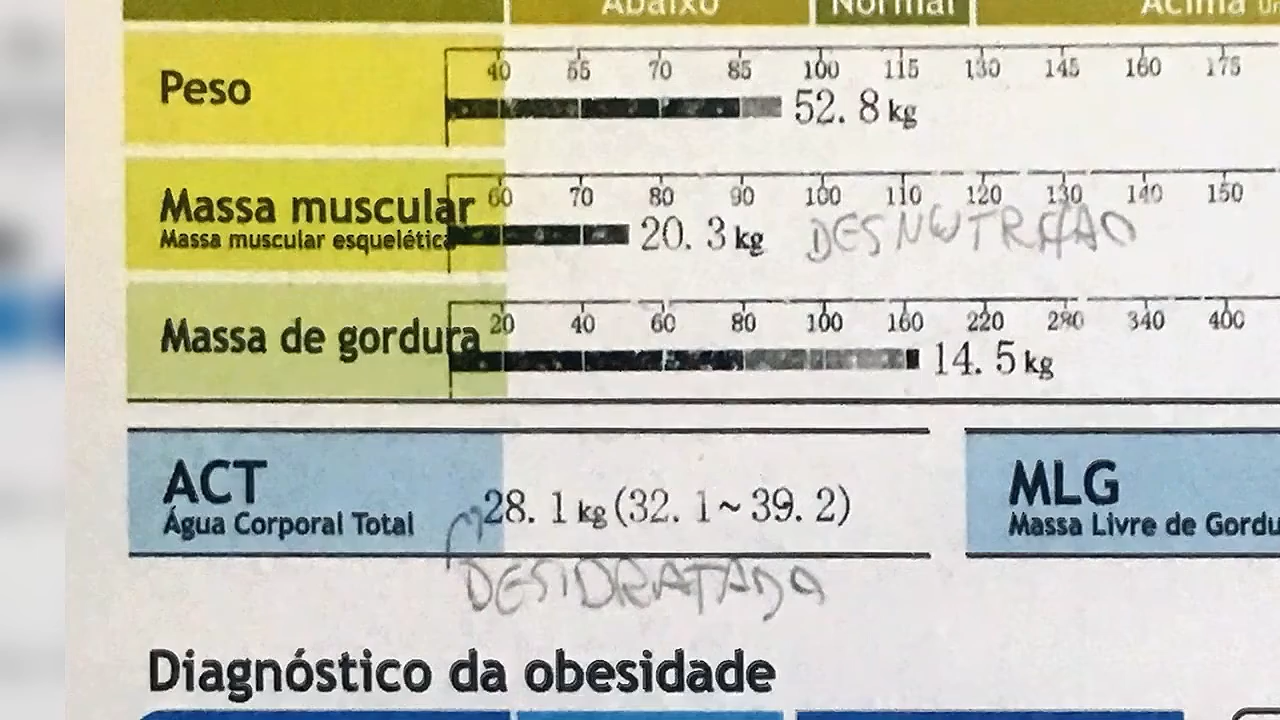 Abaixo Normal Acima
Peso
40 55 70 85 100 115 130 145 160 175
52.8 kg
Massa muscular
Massa muscular esquelética
60 70 80 90 100 110 120 130 140 150
20.3 kg DESNUTRIÇÃO
Massa de gordura
20 40 60 80 100 160 220 280 340 400
14.5 kg
ACT
Água Corporal Total
28.1 kg (32.1~39.2)
MLG
Massa Livre de Gordu
DESIDRATADA
Diagnóstico da obesidade